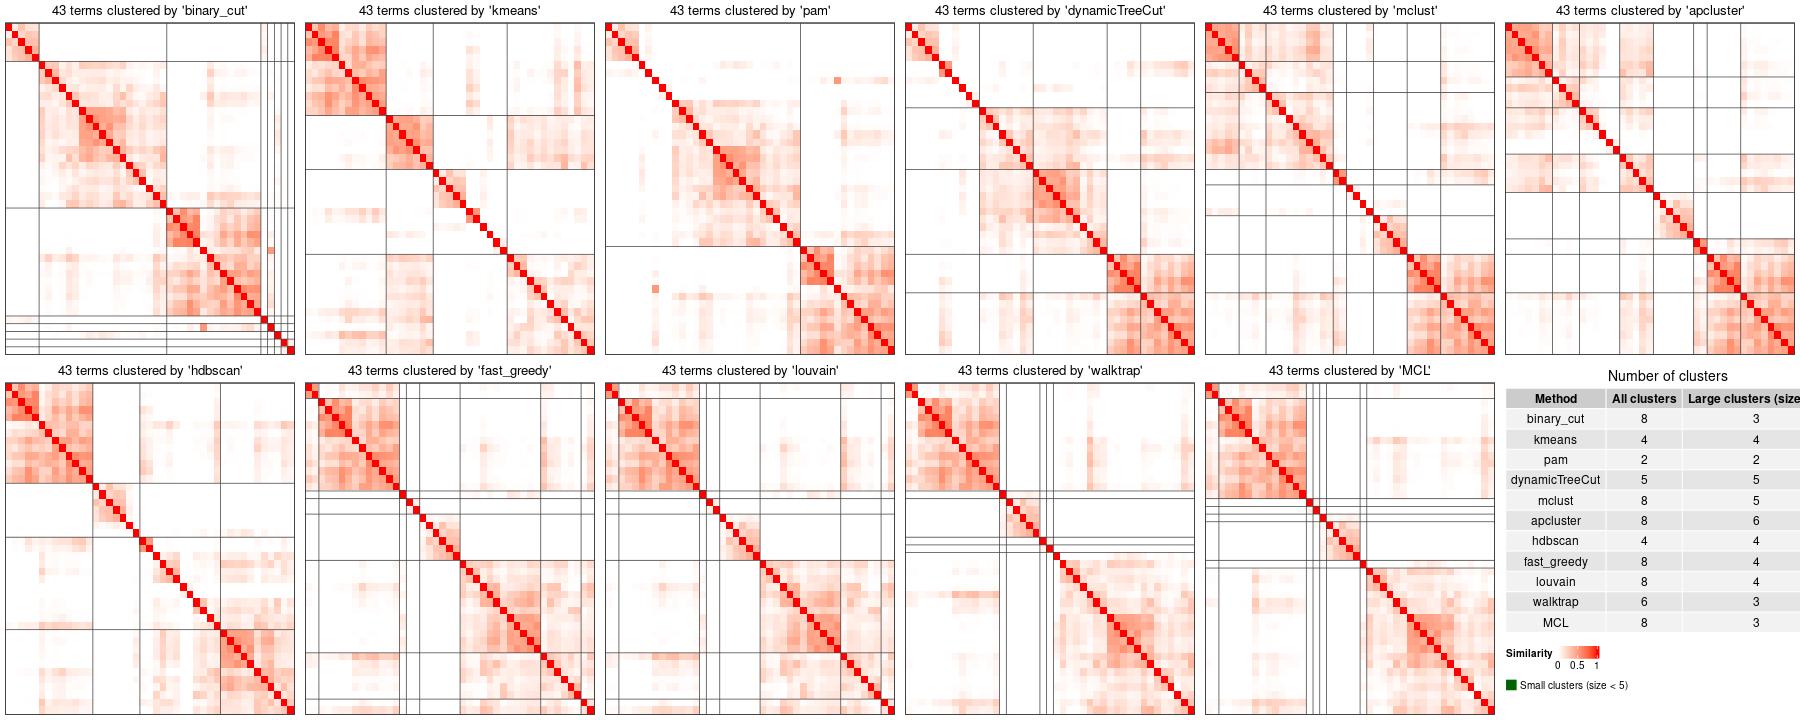 43 terms clustered by 'binary_cut'
43 terms clustered by 'kmeans'
43 terms clustered by 'pam'
43 terms clustered by 'dynamicTreeCut'
43 terms clustered by 'mclust'
43 terms clustered by 'apcluster'
43 terms clustered by 'hdbscan'
43 terms clustered by 'fast_greedy'
43 terms clustered by 'louvain'
43 terms clustered by 'walktrap'
43 terms clustered by 'MCL'
Number of clusters
Method All clusters Large clusters (size
binary_cut 8 3
kmeans 4 4
pam 2 2
dynamicTreeCut 5 5
mclust 8 5
apcluster 8 6
hdbscan 4 4
fast_greedy 8 4
louvain 8 4
walktrap 6 3
MCL 8 3
Similarity
0 0.5 1
Small clusters (size < 5)